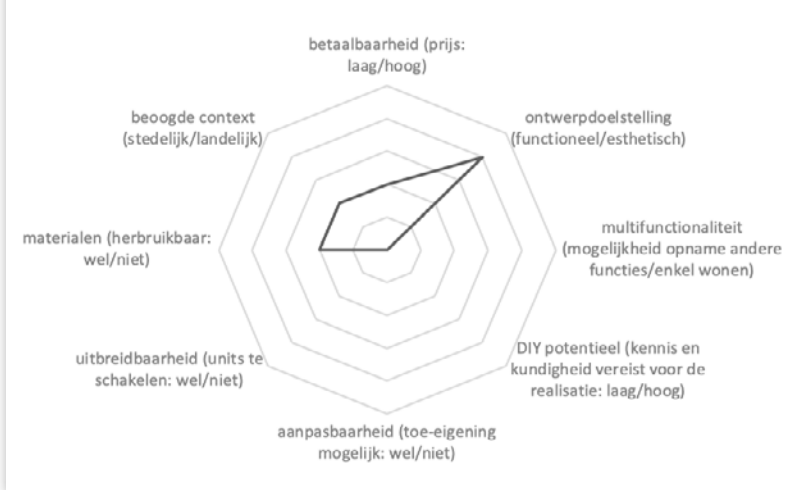 betaalbaarheid (prijs:
laag/hoog)
ontwerpdoelstelling
(functioneel/esthetisch)
multifunctionaliteit
(mogelijkheid opname andere
functies/enkel wonen)
DIY potentieel (kennis en
kundigheid vereist voor de
realisatie: laag/hoog)
aanpasbaarheid (toe-eigening
mogelijk: wel/niet)
uitbreidbaarheid (units te
schakelen: wel/niet)
materialen (herbruikbaar:
wel/niet)
beoogde context
(stedelijk/landelijk)